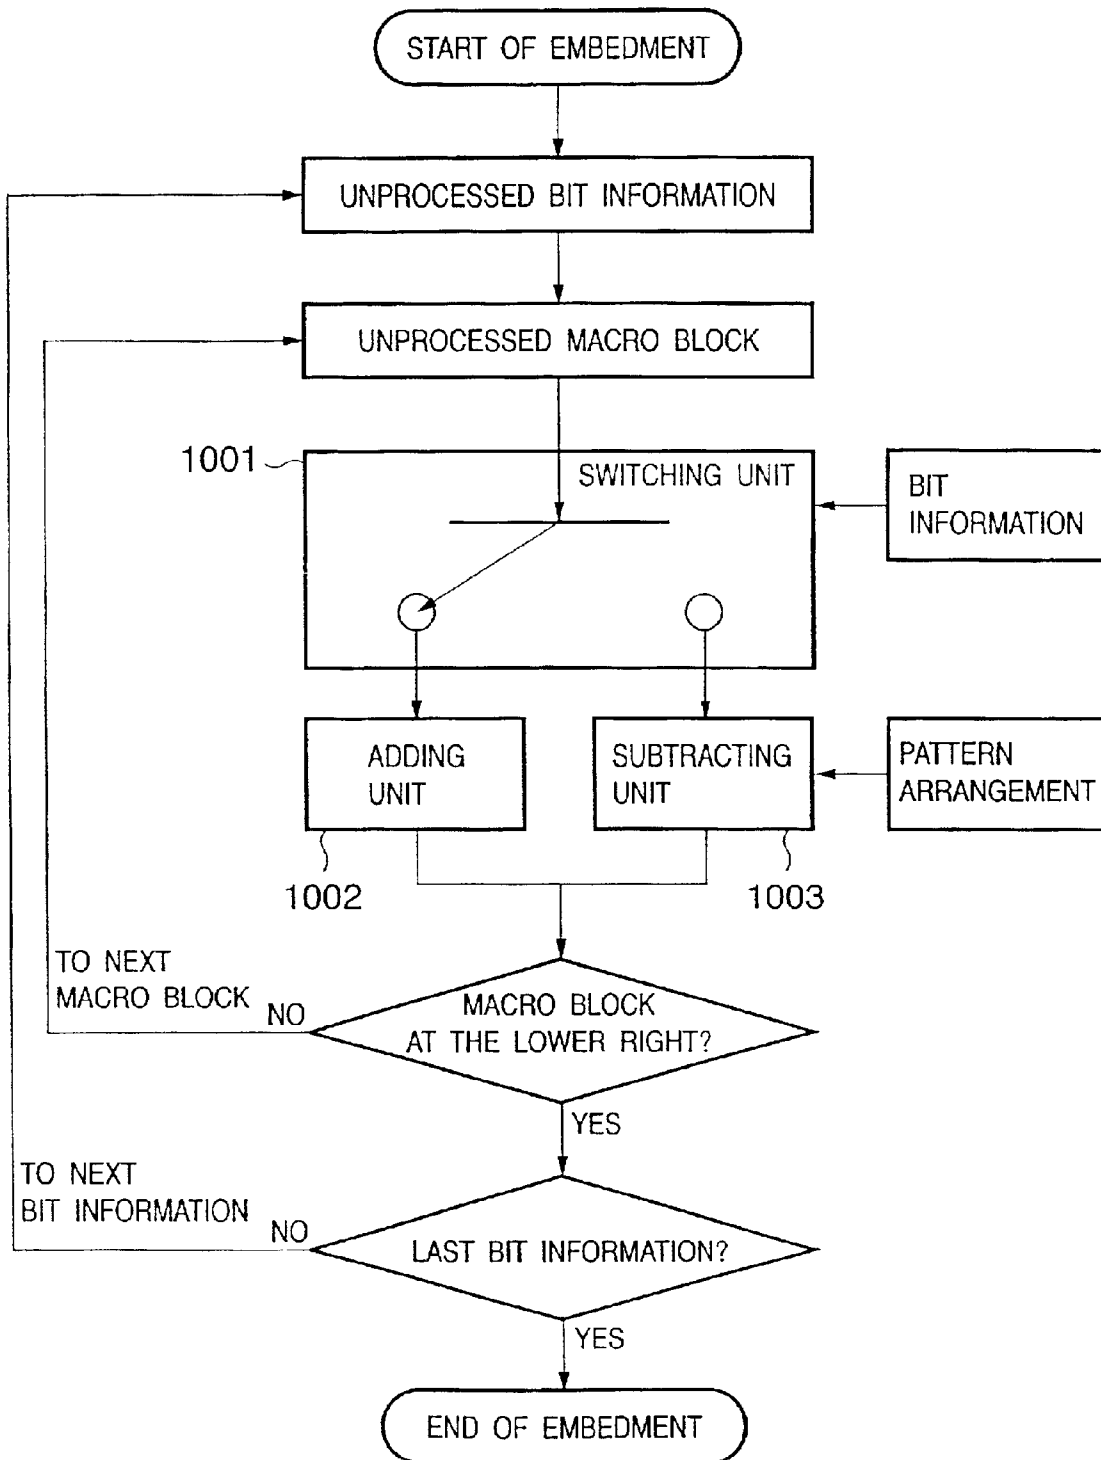 START OF EMBEDMENT
UNPROCESSED BIT INFORMATION
UNPROCESSED MACRO BLOCK
1001
SWITCHING UNIT
BIT
INFORMATION
ADDING
UNIT
SUBTRACTING
UNIT
PATTERN
ARRANGEMENT
1002
1003
TO NEXT
MACRO BLOCK
NO
MACRO BLOCK
AT THE LOWER RIGHT?
YES
TO NEXT
BIT INFORMATION
NO
LAST BIT INFORMATION?
YES
END OF EMBEDMENT